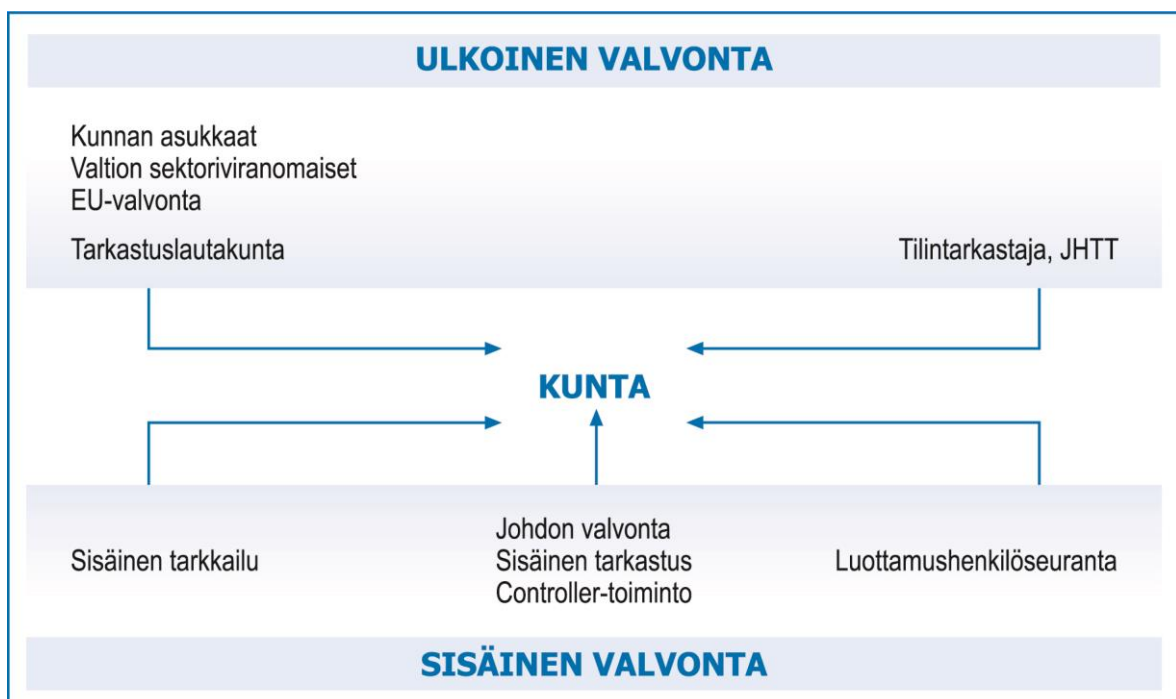 ULKOINEN VALVONTA
Kunnan asukkaat
Valtion sektoriviranomaiset
EU-valvonta
Tarkastuslautakunta
Tilintarkastaja, JHTT
KUNTA
Sisäinen tarkkailu
Johdon valvonta
Sisäinen tarkastus
Controller-toiminto
Luottamushenkilöseuranta
SISÄINEN VALVONTA